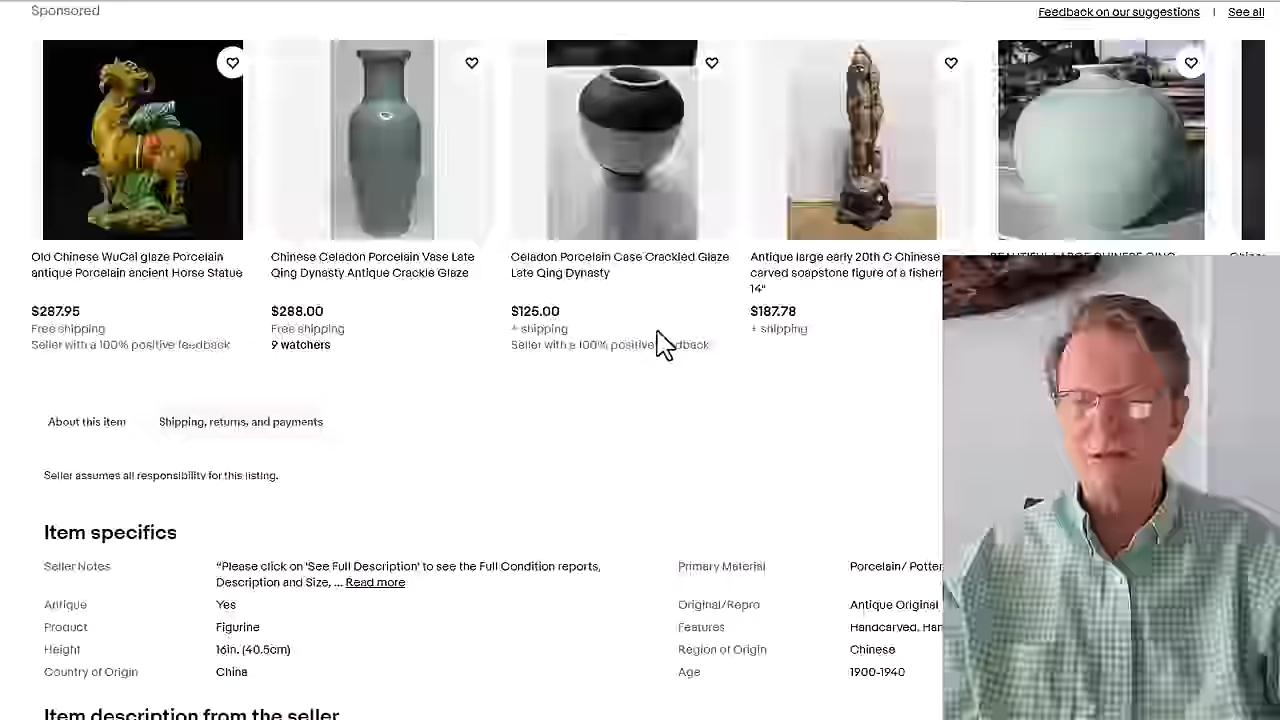 Sponsored
Feedback on our suggestions | See all
Old Chinese WuCai glaze Porcelain
antique Porcelain ancient Horse Statue
$287.95
Free shipping
Seller with a 100% positive feedback
Chinese Celadon Porcelain Vase Late
Qing Dynasty Antique Crackle Glaze
$288.00
Free shipping
9 watchers
Celadon Porcelain Case Crackled Glaze
Late Qing Dynasty
$125.00
+ shipping
Seller with a 100% positive
Antique large early 20th C Chinese
carved soapstone figure of a fisher
14"
$187.78
+ shipping
BEAUTIFUL LARGE CHINESE QING
About this item
Shipping, returns, and payments
Seller assumes all responsibility for this listing.
Item specifics
Seller Notes
“Please click on 'See Full Description' to see the Full Condition reports,
Description and Size, ... Read more
Primary Material
Porcelain/ Potter
Antique
Yes
Original/Repro
Antique Original
Product
Figurine
Features
Handcarved, Han
Height
16in. (40.5cm)
Region of Origin
Chinese
Country of Origin
China
Age
1900-1940
Item description from the seller